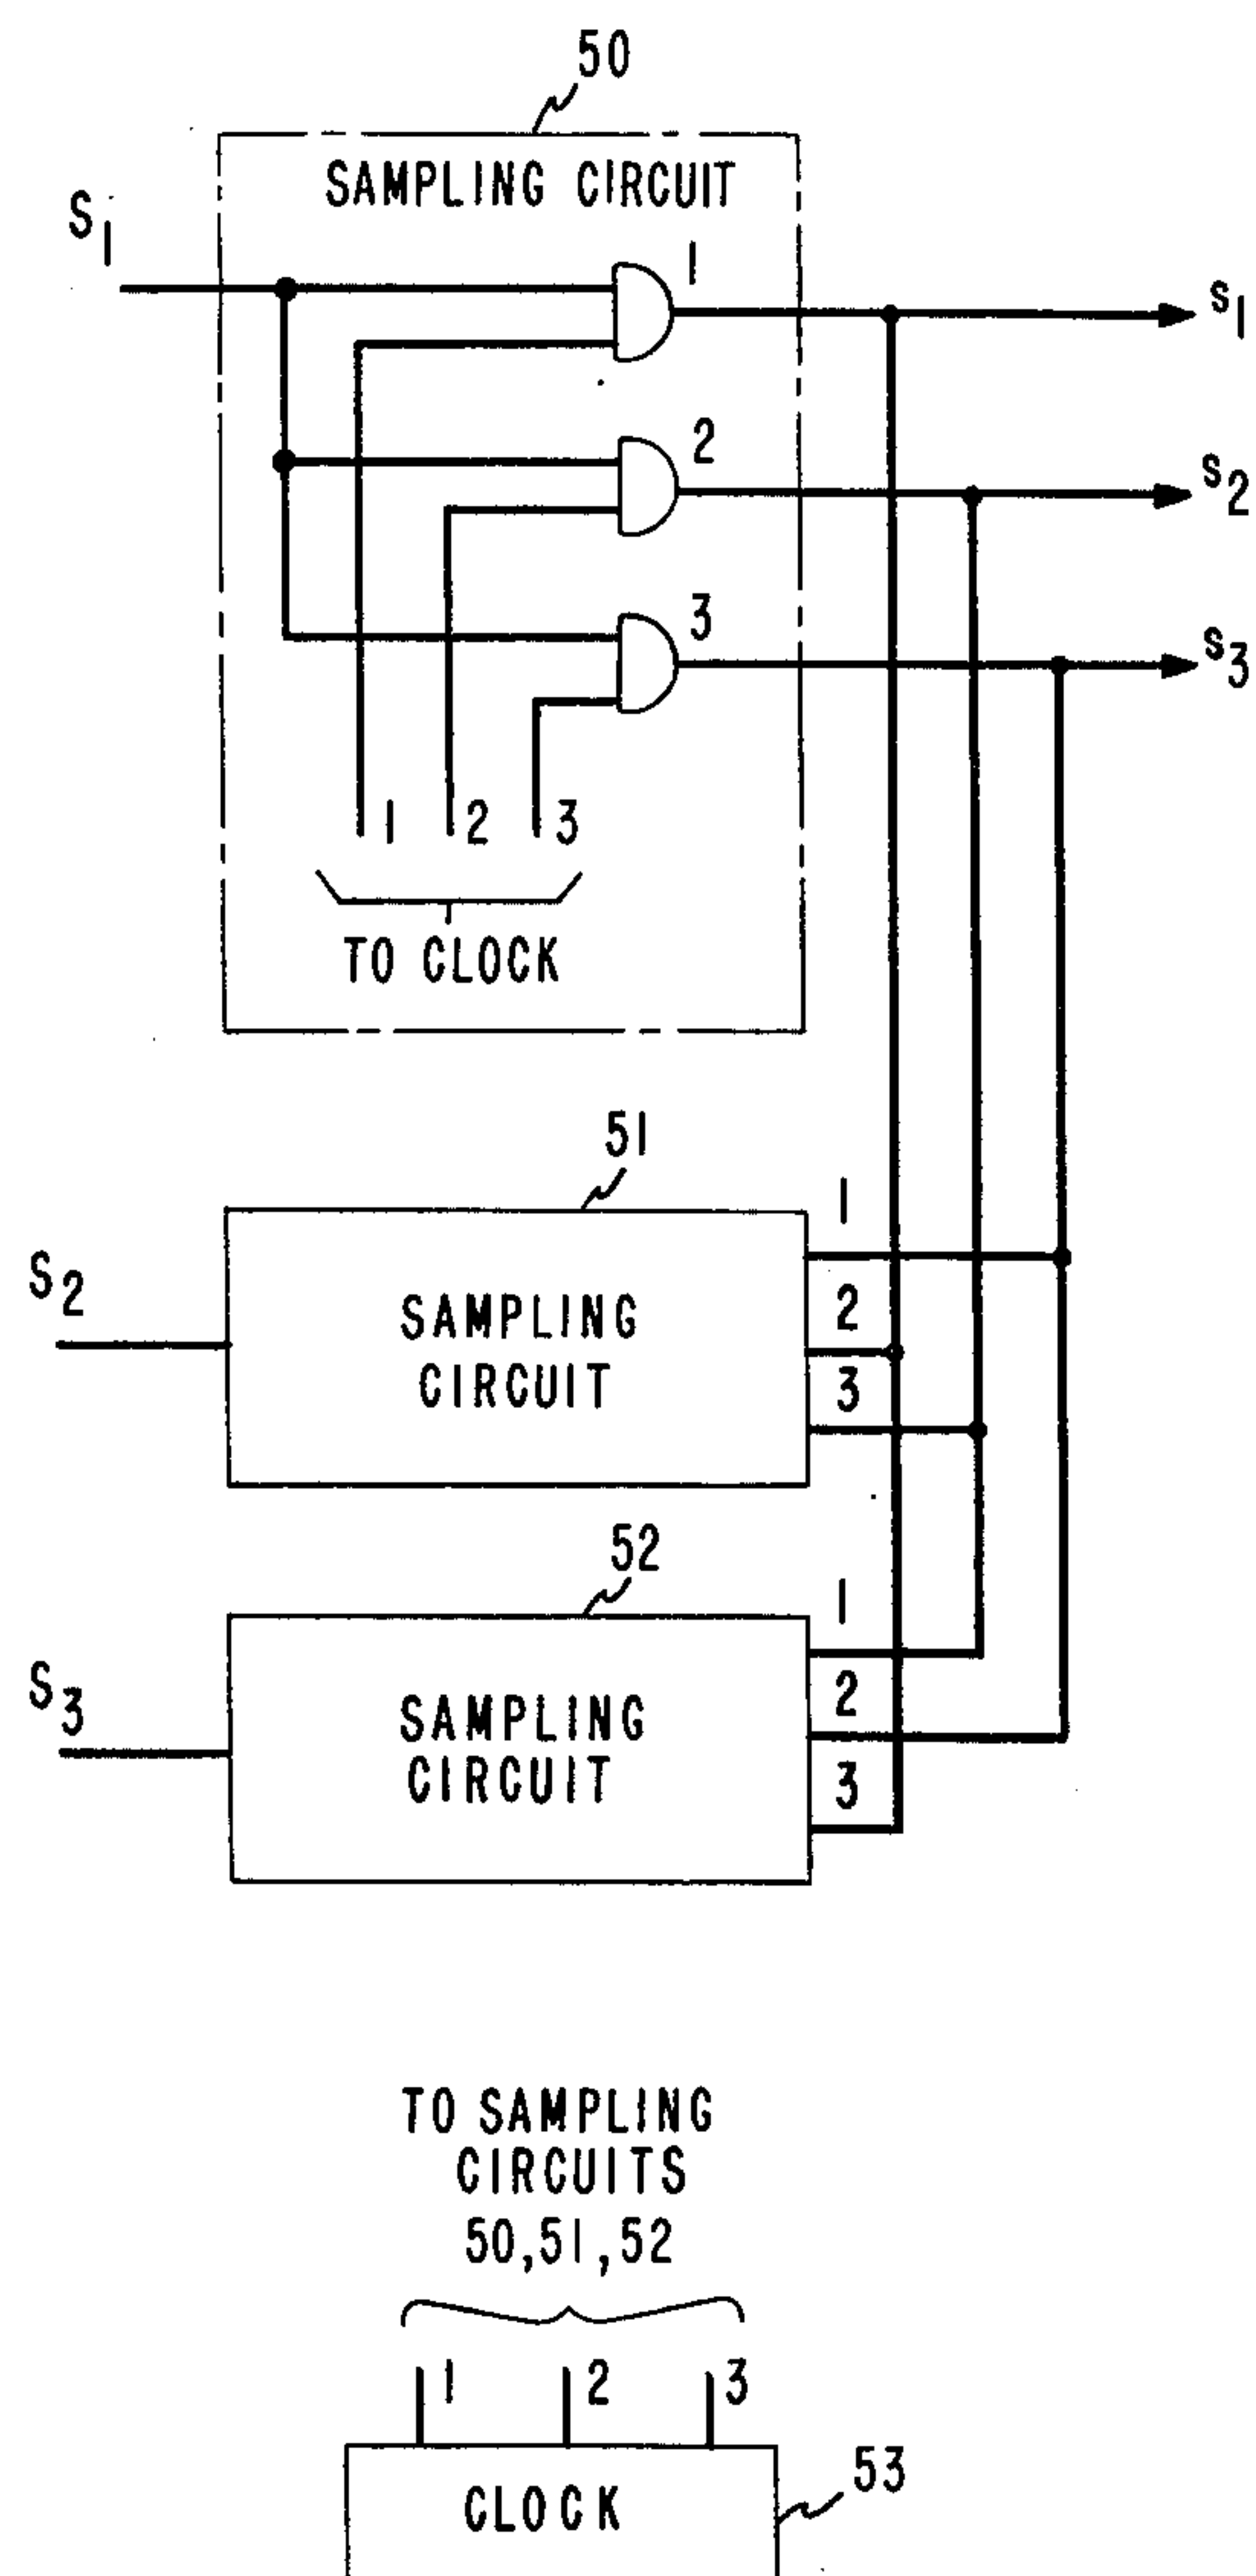 50
SAMPLING CIRCUIT
S1
1
s1
2
s2
3
s3
1 2 3
TO CLOCK
51
S2
SAMPLING
CIRCUIT
1
2
3
52
S3
SAMPLING
CIRCUIT
1
2
3
TO SAMPLING
CIRCUITS
50,51,52
1 2 3
CLOCK
53